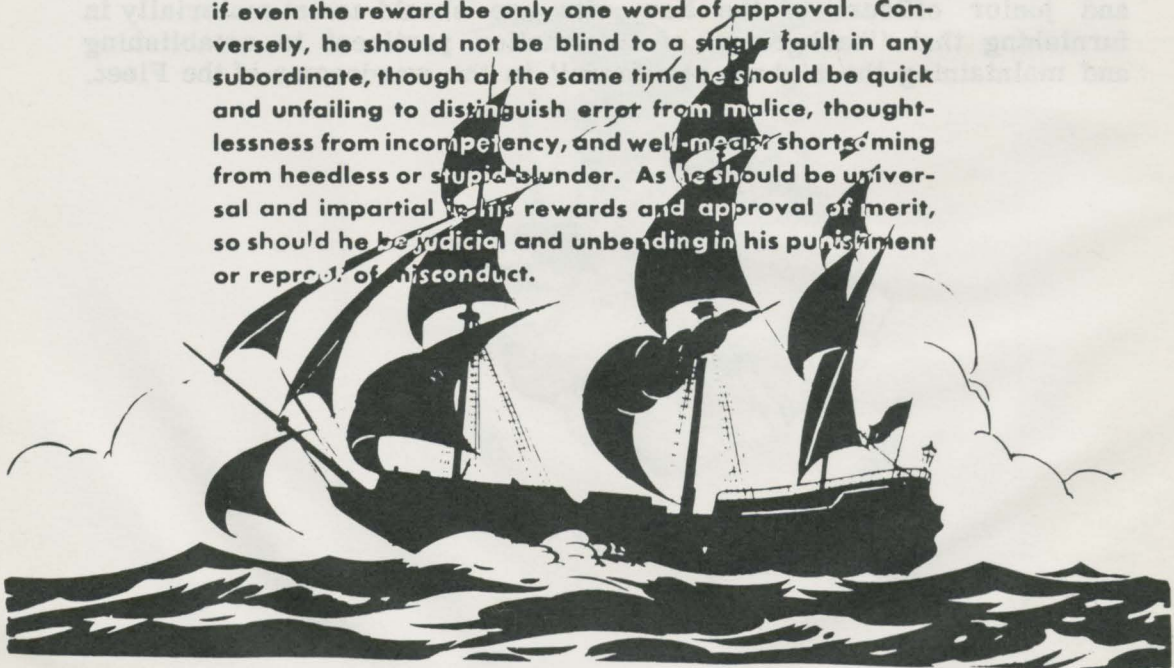 if even the reward be only one word of approval. Con-
versely, he should not be blind to a single fault in any
subordinate, though at the same time he should be quick
and unfailing to distinguish error from malice, thought-
lessness from incompetency, and well-meant shortcoming
from heedless or stupid blunder. As he should be univer-
sal and impartial in his rewards and approval of merit,
so should he be judicial and unbending in his punishment
or reproof of misconduct.